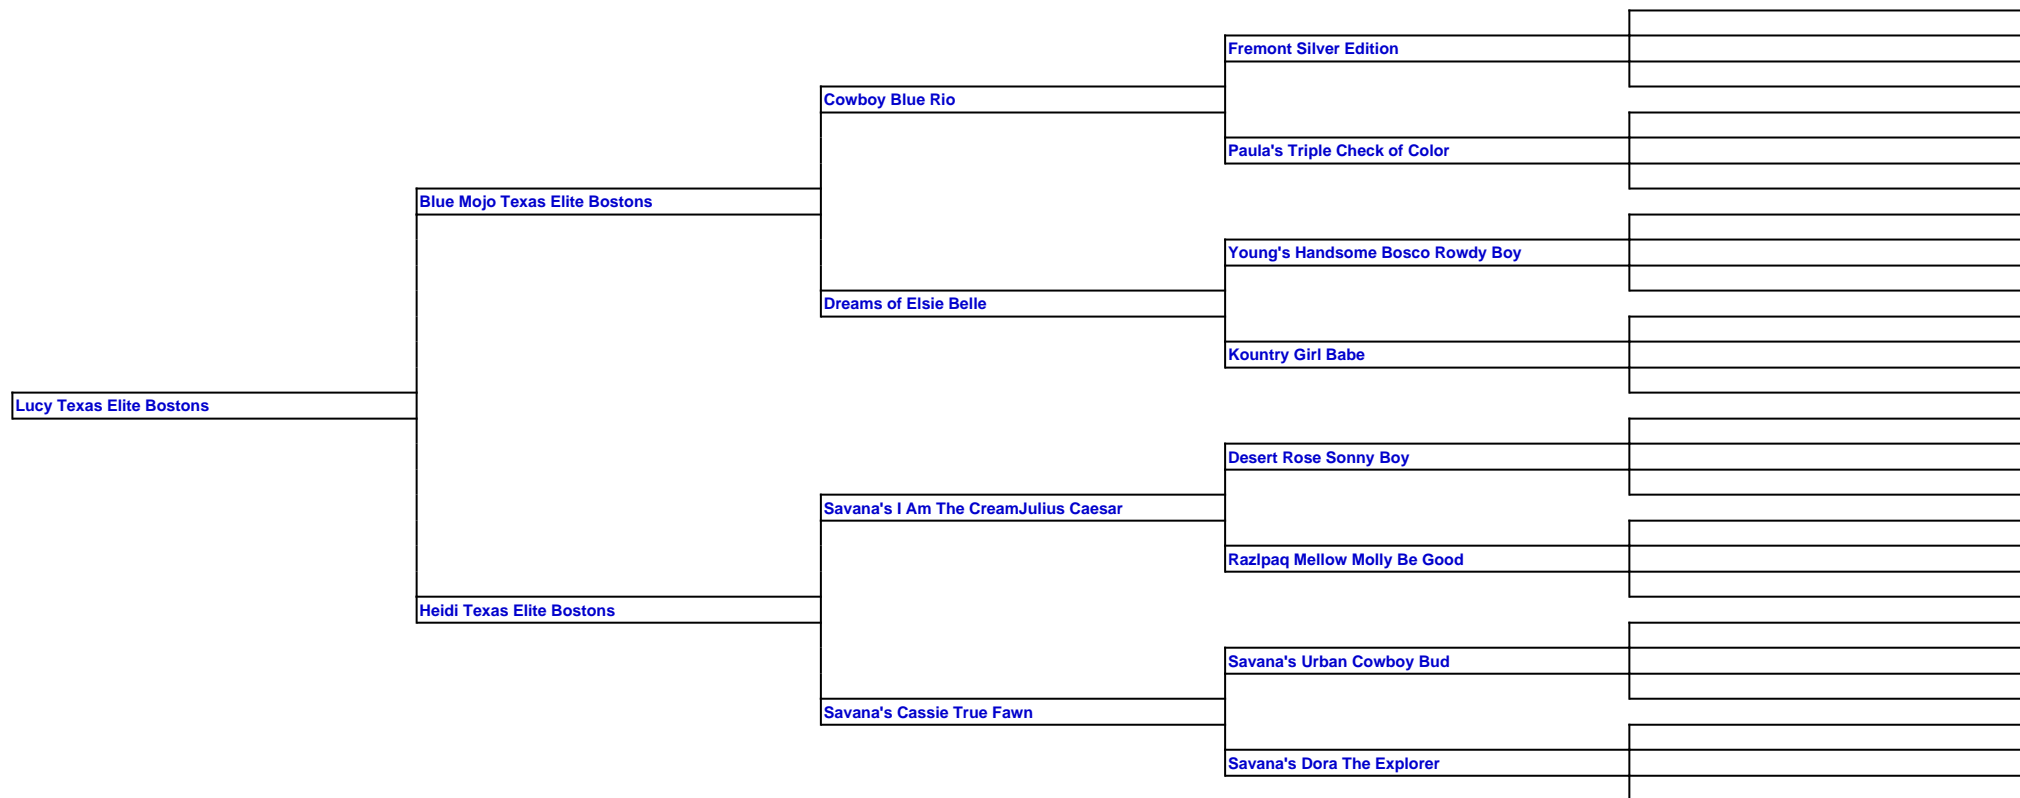 Fremont Silver Edition
Cowboy Blue Rio
Paula's Triple Check of Color
Blue Mojo Texas Elite Bostons
Young's Handsome Bosco Rowdy Boy
Dreams of Elsie Belle
Kountry Girl Babe
Lucy Texas Elite Bostons
Desert Rose Sonny Boy
Savana's I Am The CreamJulius Caesar
Razlpaq Mellow Molly Be Good
Heidi Texas Elite Bostons
Savana's Urban Cowboy Bud
Savana's Cassie True Fawn
Savana's Dora The Explorer